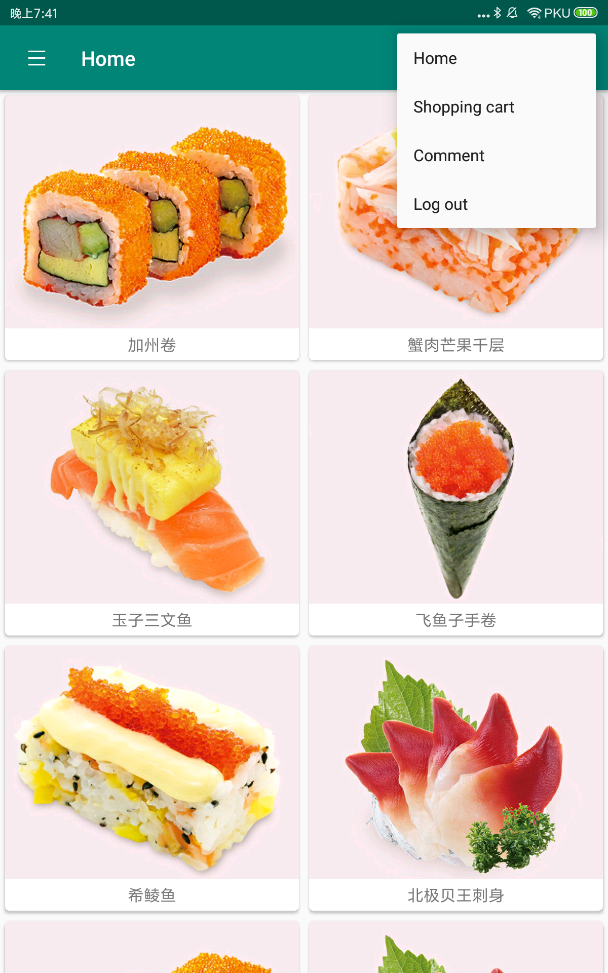 晚上7:41
PKU
100
Home
Home
Shopping cart
Comment
Log out
加州卷
蟹肉芒果千层
玉子三文鱼
飞鱼子手卷
希鲮鱼
北极贝王刺身